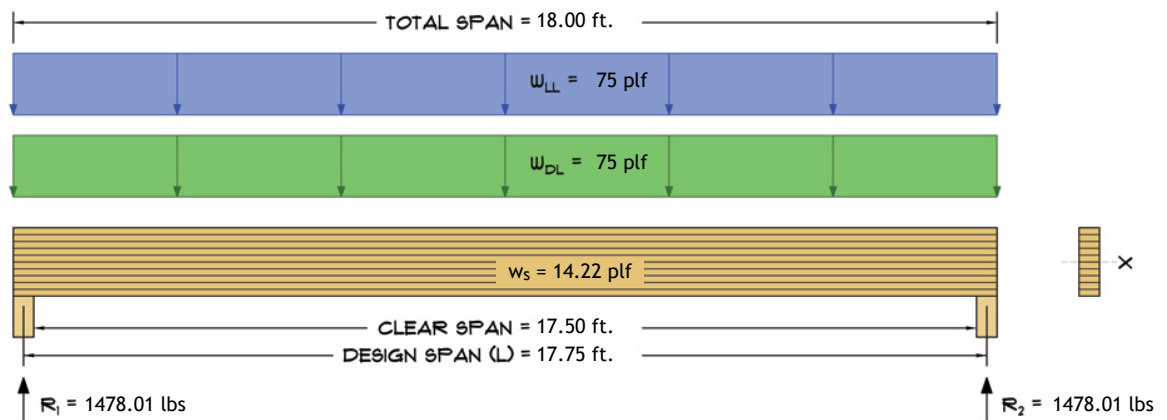 TOTAL SPAN = 18.00 ft.
wLL = 75 plf
wDL = 75 plf
ws = 14.22 plf
X
CLEAR SPAN = 17.50 ft.
DESIGN SPAN (L) = 17.75 ft.
R1 = 1478.01 lbs
R2 = 1478.01 lbs